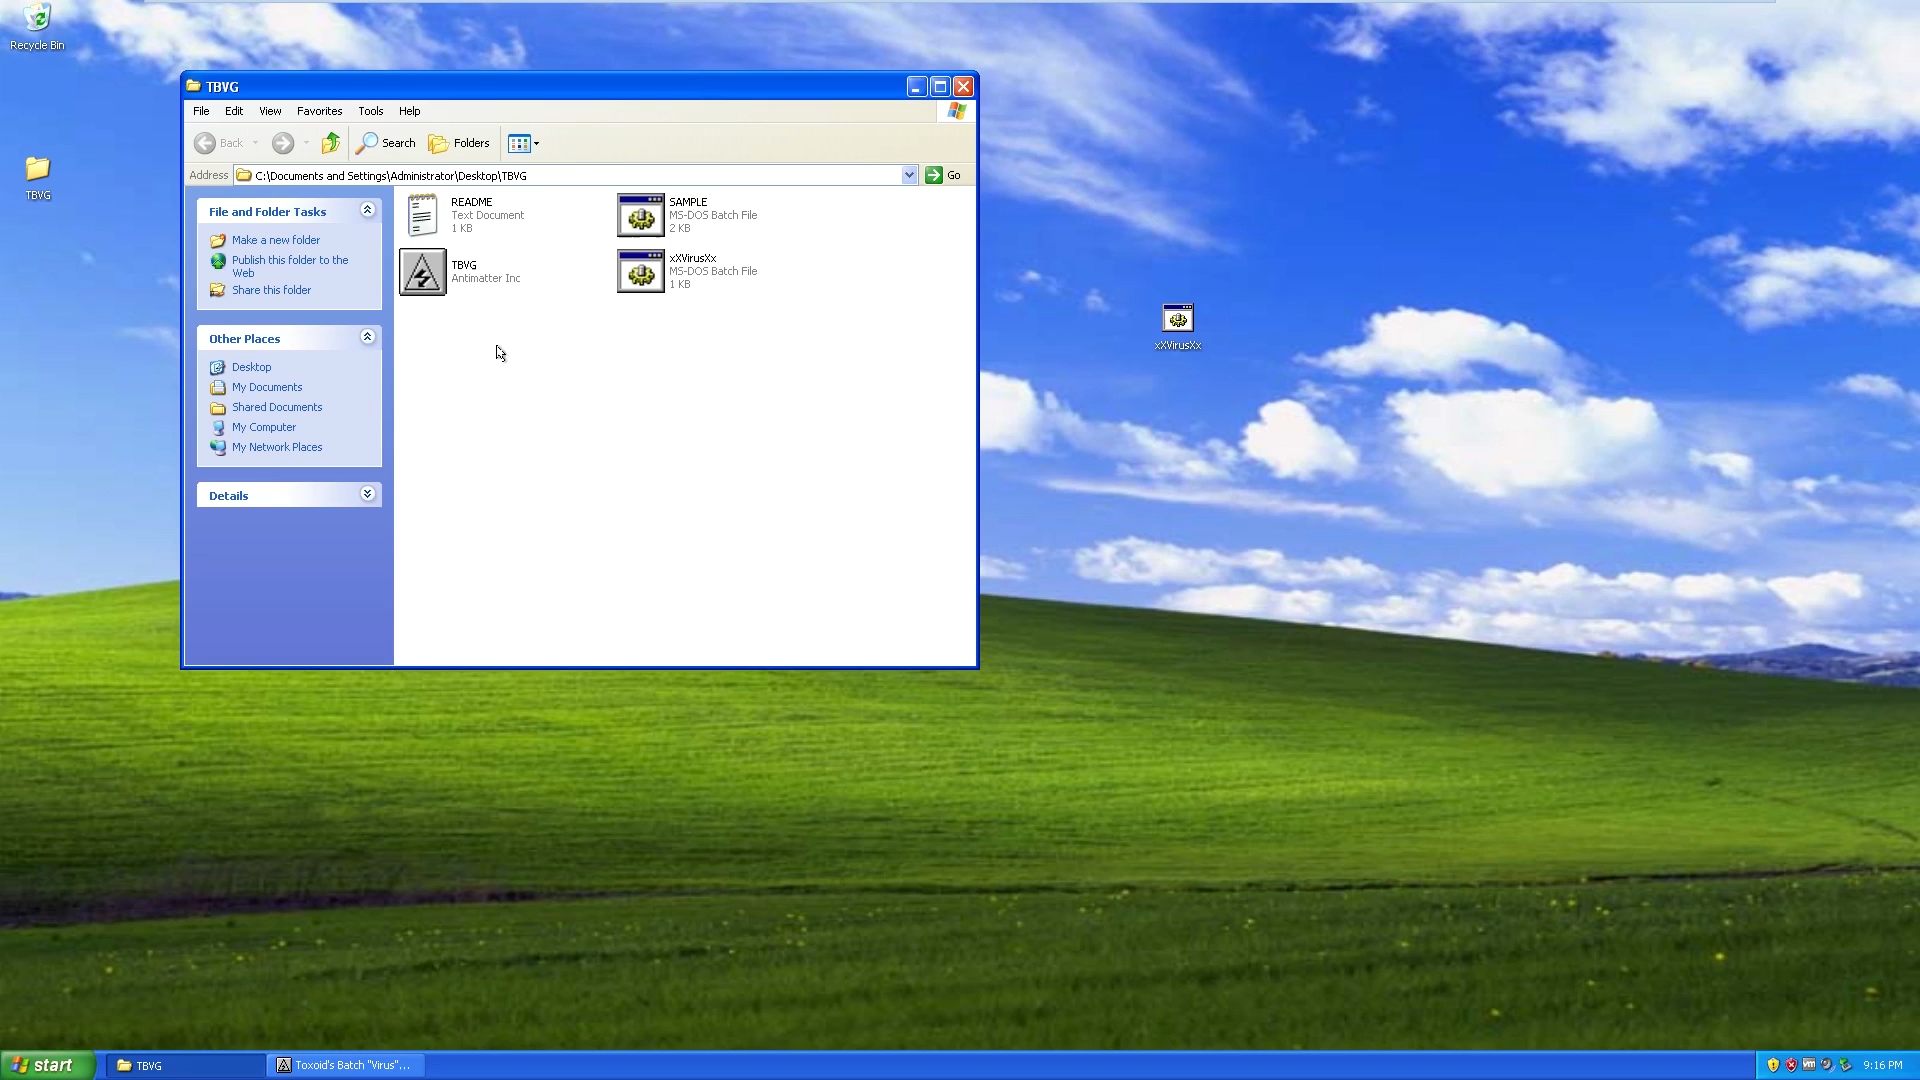 Recycle Bin
TBVG
TBVG
File Edit View Favorites Tools Help
Back Search Folders
Address C:\Documents and Settings\Administrator\Desktop\TBVG Go
File and Folder Tasks
Make a new folder
Publish this folder to the
Web
Share this folder
Other Places
Desktop
My Documents
Shared Documents
My Computer
My Network Places
Details
README
Text Document
1 KB
SAMPLE
MS-DOS Batch File
2 KB
TBVG
Antimatter Inc
xXVirusXx
MS-DOS Batch File
1 KB
xXVirusXx
start
TBVG
Toxoid's Batch "Virus"...
vm
9:16 PM